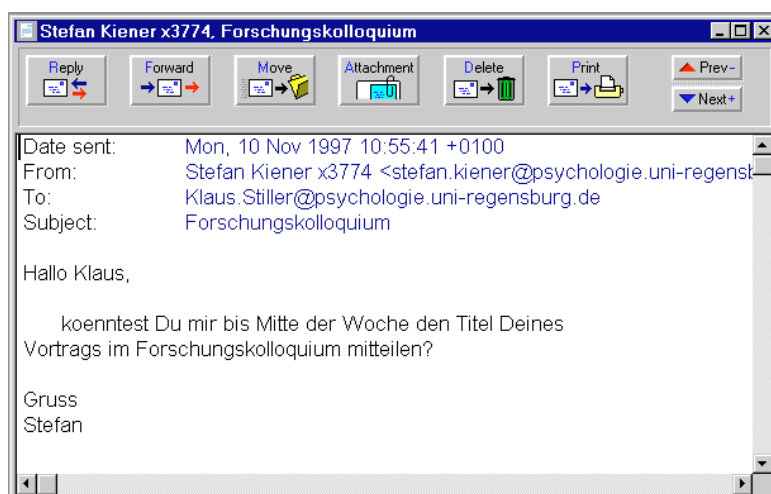 Stefan Kiener x3774, Forschungskolloquium
Reply Forward Move Attachment Delete Print Prev-
Next+
Date sent: Mon, 10 Nov 1997 10:55:41 +0100
From: Stefan Kiener x3774 <stefan.kiener@psychologie.uni-regensb
To: Klaus.Stiller@psychologie.uni-regensburg.de
Subject: Forschungskolloquium
Hallo Klaus,
koenntest Du mir bis Mitte der Woche den Titel Deines
Vortrags im Forschungskolloquium mitteilen?
Gruss
Stefan